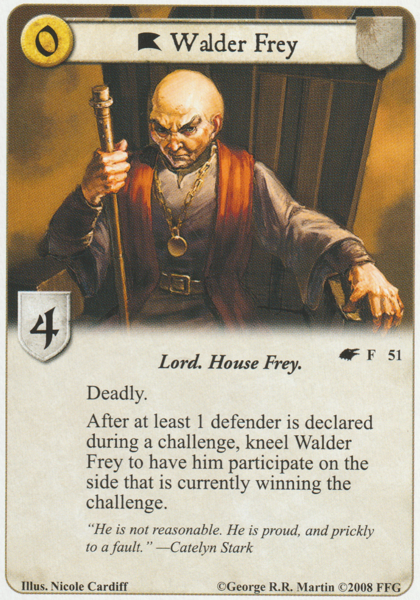 0
Walder Frey
4
Lord. House Frey.
F 51
Deadly.
After at least 1 defender is declared
during a challenge, kneel Walder
Frey to have him participate on the
side that is currently winning the
challenge.
“He is not reasonable. He is proud, and prickly
to a fault.” —Catelyn Stark
Illus. Nicole Cardiff
©George R.R. Martin ©2008 FFG